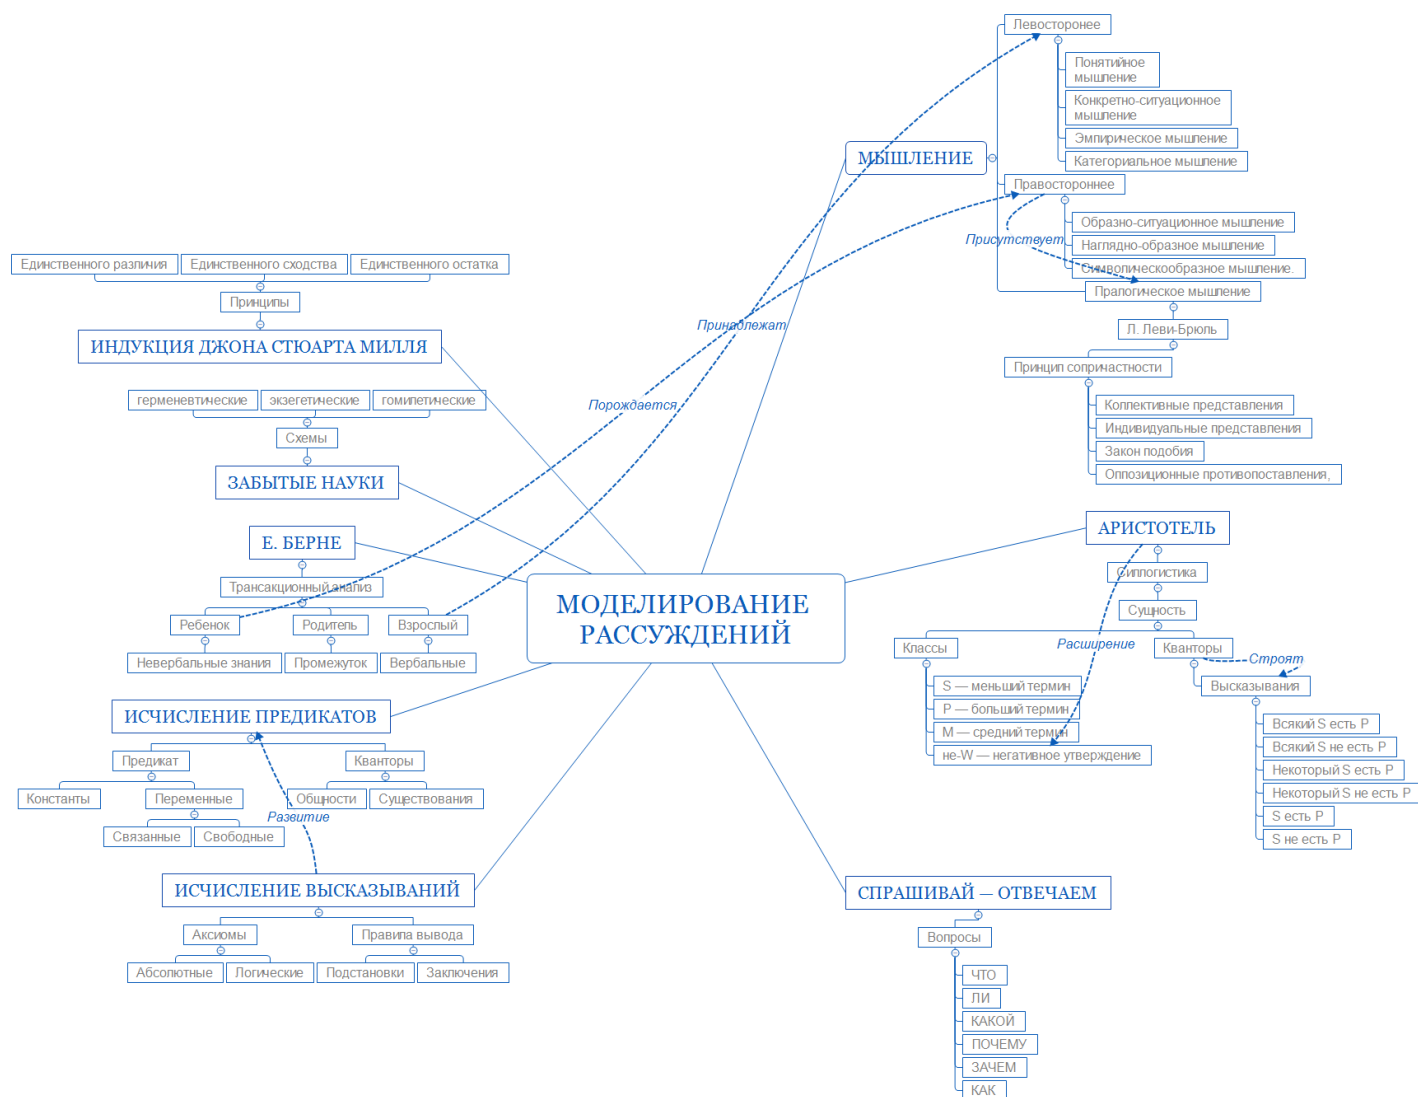 МОДЕЛИРОВАНИЕ
РАССУЖДЕНИЙ
МЫШЛЕНИЕ
Левосторонее
Понятийное
мышление
Конкретно-ситуационное
мышление
Эмпирическое мышление
Категориальное мышление
Правостороннее
Образно-ситуационное мышление
Наглядно-образное мышление
Символическообразное мышление.
Присутствует
Пралогическое мышление
Л. Леви-Брюль
Принцип сопричастности
Коллективные представления
Индивидуальные представления
Закон подобия
Оппозиционные противопоставления,
Принадлежат
Порождается
ИНДУКЦИЯ ДЖОНА СТЮАРТА МИЛЛЯ
Принципы
Единственного различия
Единственного сходства
Единственного остатка
ЗАБЫТЫЕ НАУКИ
Схемы
герменевтические
экзегетические
гомилетические
Е. БЕРНЕ
Трансакционный анализ
Ребенок
Родитель
Взрослый
Невербальные знания
Промежуток
Вербальные
ИСЧИСЛЕНИЕ ПРЕДИКАТОВ
Предикат
Кванторы
Константы
Переменные
Общности
Существования
Связанные
Свободные
Развитие
ИСЧИСЛЕНИЕ ВЫСКАЗЫВАНИЙ
Аксиомы
Правила вывода
Абсолютные
Логические
Подстановки
Заключения
АРИСТОТЕЛЬ
Силлогистика
Сущность
Расширение
Классы
S — меньший термин
P — больший термин
M — средний термин
не-W — негативное утверждение
Кванторы
Строят
Высказывания
Всякий S есть P
Всякий S не есть P
Некоторый S есть P
Некоторый S не есть P
S есть P
S не есть P
СПРАШИВАЙ — ОТВЕЧАЕМ
Вопросы
ЧТО
ЛИ
КАКОЙ
ПОЧЕМУ
ЗАЧЕМ
КАК